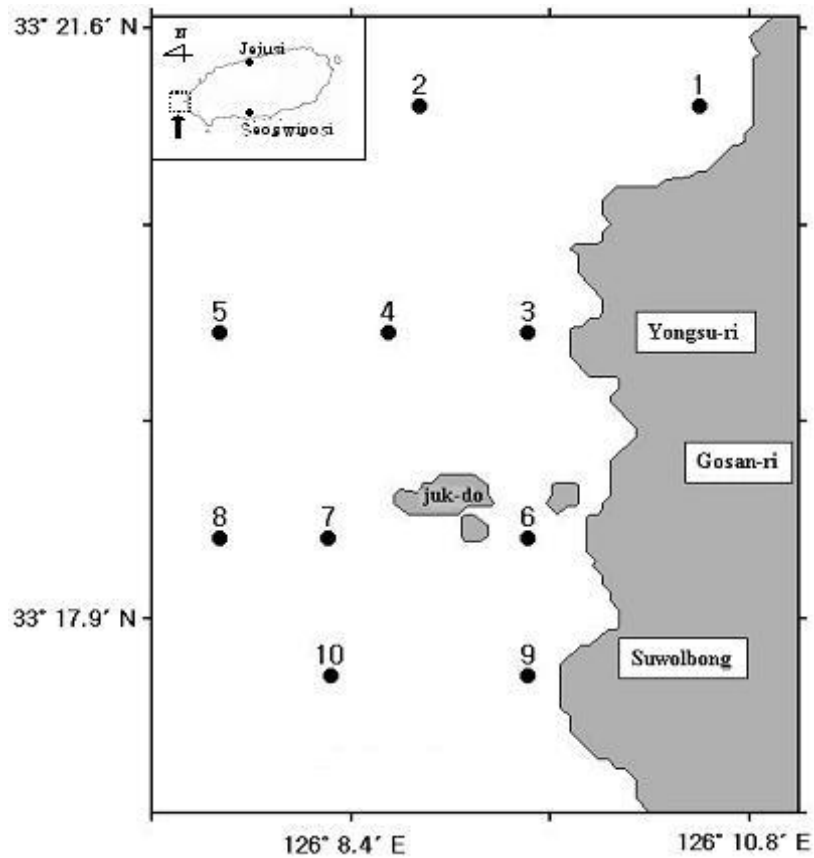 33° 21.6′ N
N
Jejusi
Seogwiposi
2
1
5
4
3
Yongsu-ri
Gosan-ri
juk-do
8
7
6
33° 17.9′ N
Suwolbong
10
9
126° 8.4′ E
126° 10.8′ E